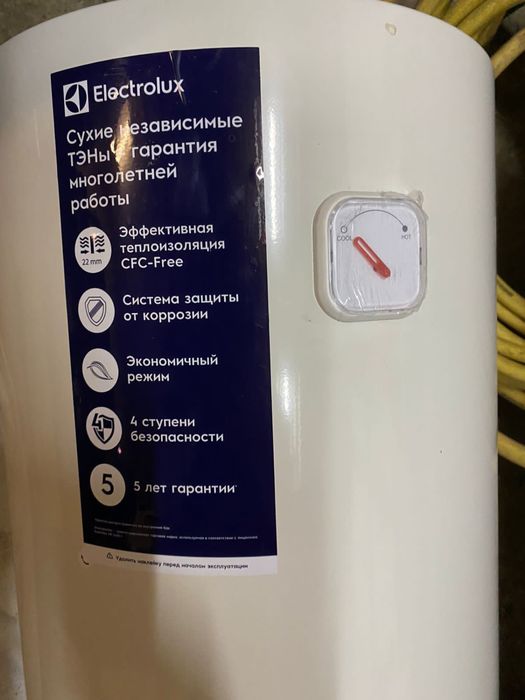 Electrolux
Сухие независимые
ТЭНы - гарантия
многолетней
работы
22 mm
Эффективная
теплоизоляция
CFC-Free
Система защиты
от коррозии
Экономичный
режим
4
4 ступени
безопасности
5
5 лет гарантии*
Удалить наклейку перед началом эксплуатации
COOL
HOT